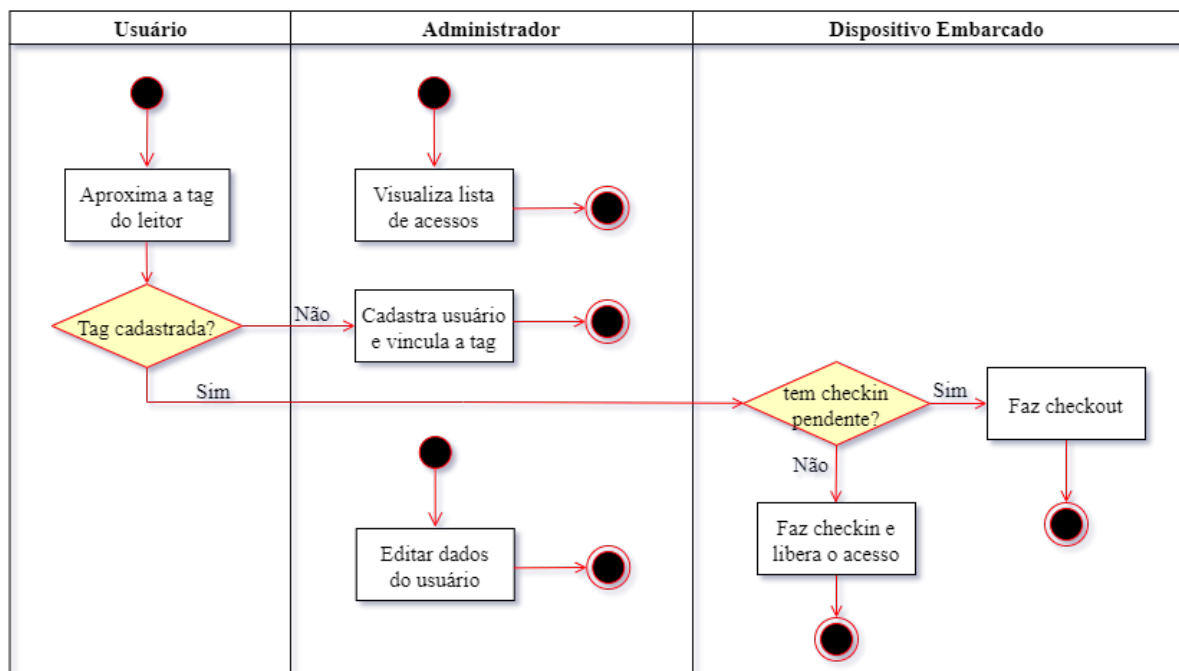 Usuário
Administrador
Dispositivo Embarcado
Aproxima a tag
do leitor
Visualiza lista
de acessos
Tag cadastrada?
Não
Cadastra usuário
e vincula a tag
Sim
tem checkin
pendente?
Sim
Faz checkout
Não
Faz checkin e
libera o acesso
Editar dados
do usuário